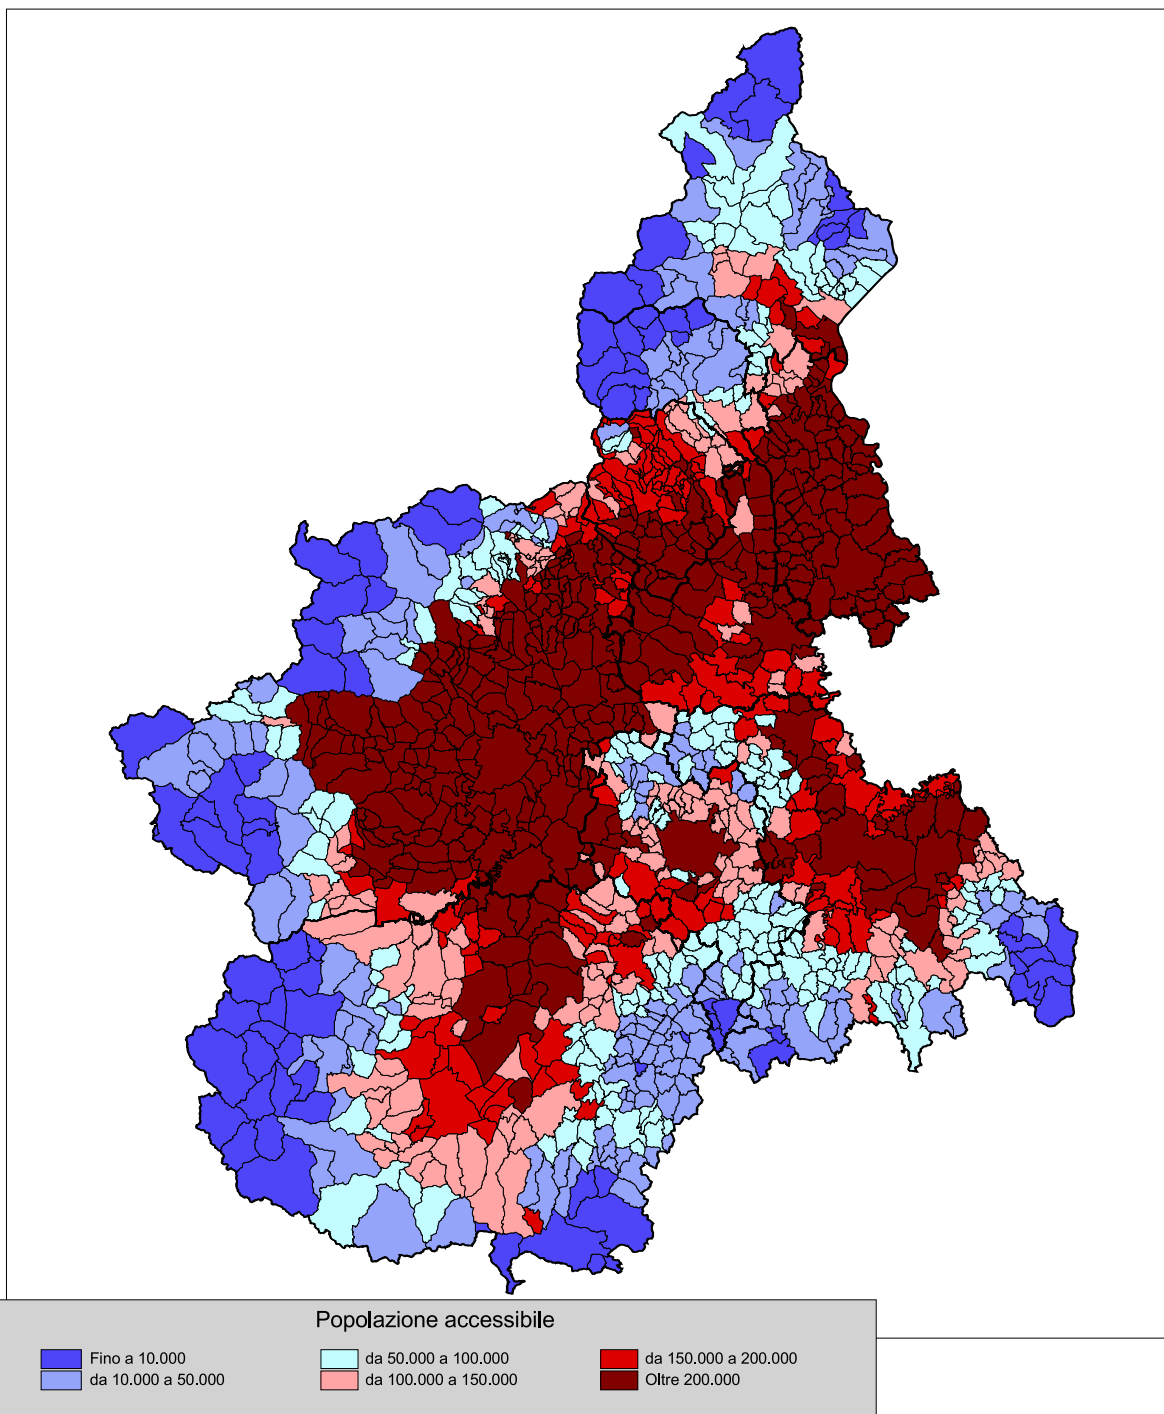 Popolazione accessibile
Fino a 10.000
da 10.000 a 50.000
da 50.000 a 100.000
da 100.000 a 150.000
da 150.000 a 200.000
Oltre 200.000